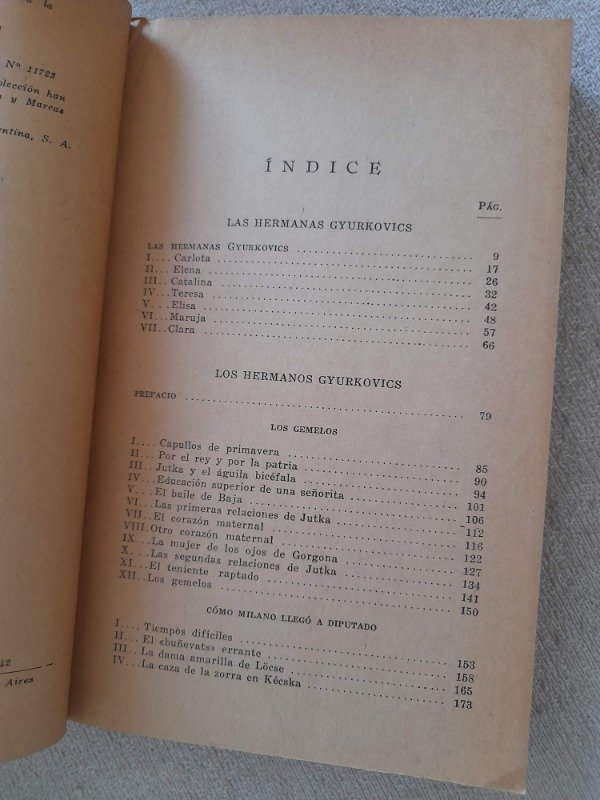 la
Nº 11723
olección han
s y Marcas
entina, S. A.
42
Aires
ÍNDICE
PÁG.
LAS HERMANAS GYURKOVICS
LAS HERMANAS GYURKOVICS 9
I.... Carlota 17
II... Elena 26
III.. Catalina 32
IV... Teresa 42
V... Elisa 48
VI... Maruja 57
VII.. Clara 66
LOS HERMANOS GYURKOVICS
PREFACIO 79
LOS GEMELOS
I.... Capullos de primavera 85
II... Por el rey y por la patria 90
III.. Jutka y el águila bicéfala 94
IV... Educación superior de una señorita 101
V.... El baile de Baja 106
VI... Las primeras relaciones de Jutka 112
VII.. El corazón maternal 116
VIII. Otro corazón maternal 122
IX... La mujer de los ojos de Gorgona 127
X.... Las segundas relaciones de Jutka 134
XI... El teniente raptado 141
XII.. Los gemelos 150
CÓMO MILANO LLEGÓ A DIPUTADO
I.... Tiempos difíciles 153
II... El «buñevats» errante 158
III.. La dama amarilla de Löcse 165
IV... La caza de la zorra en Kécska 173